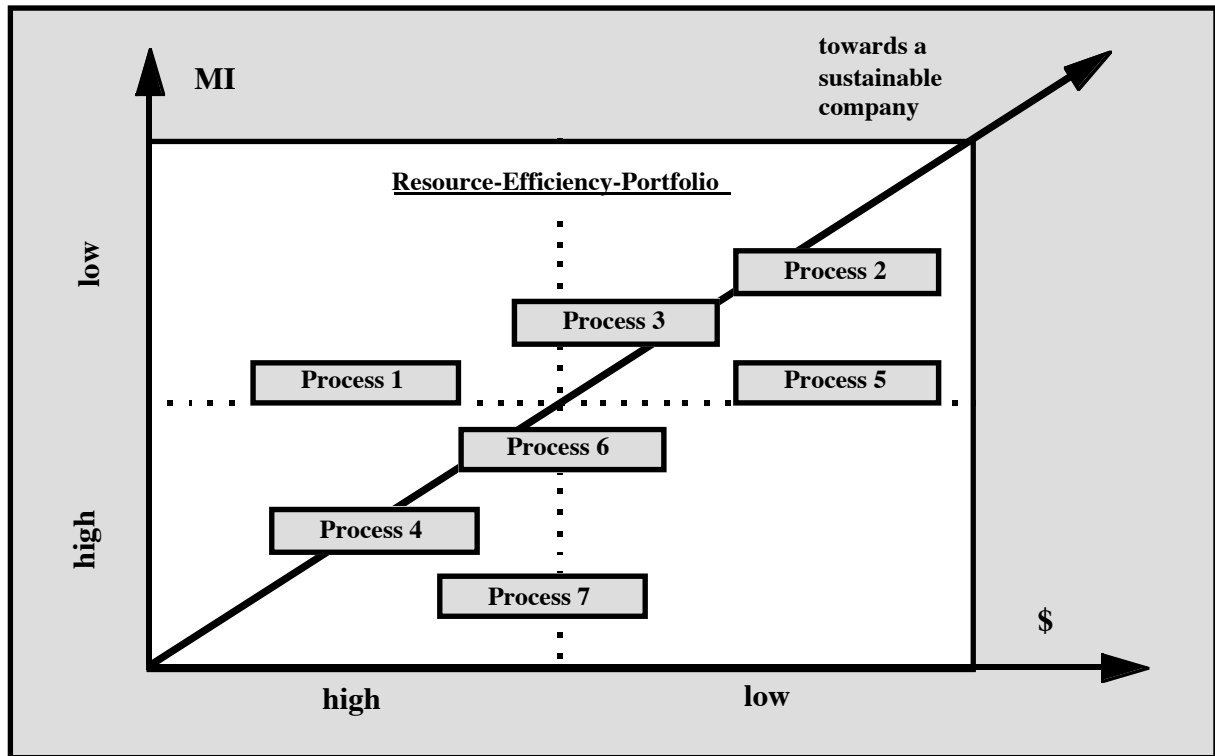 towards a
sustainable
company
MI
Resource-Efficiency-Portfolio
low
Process 2
Process 3
Process 1
Process 5
Process 6
high
Process 4
Process 7
$
high
low